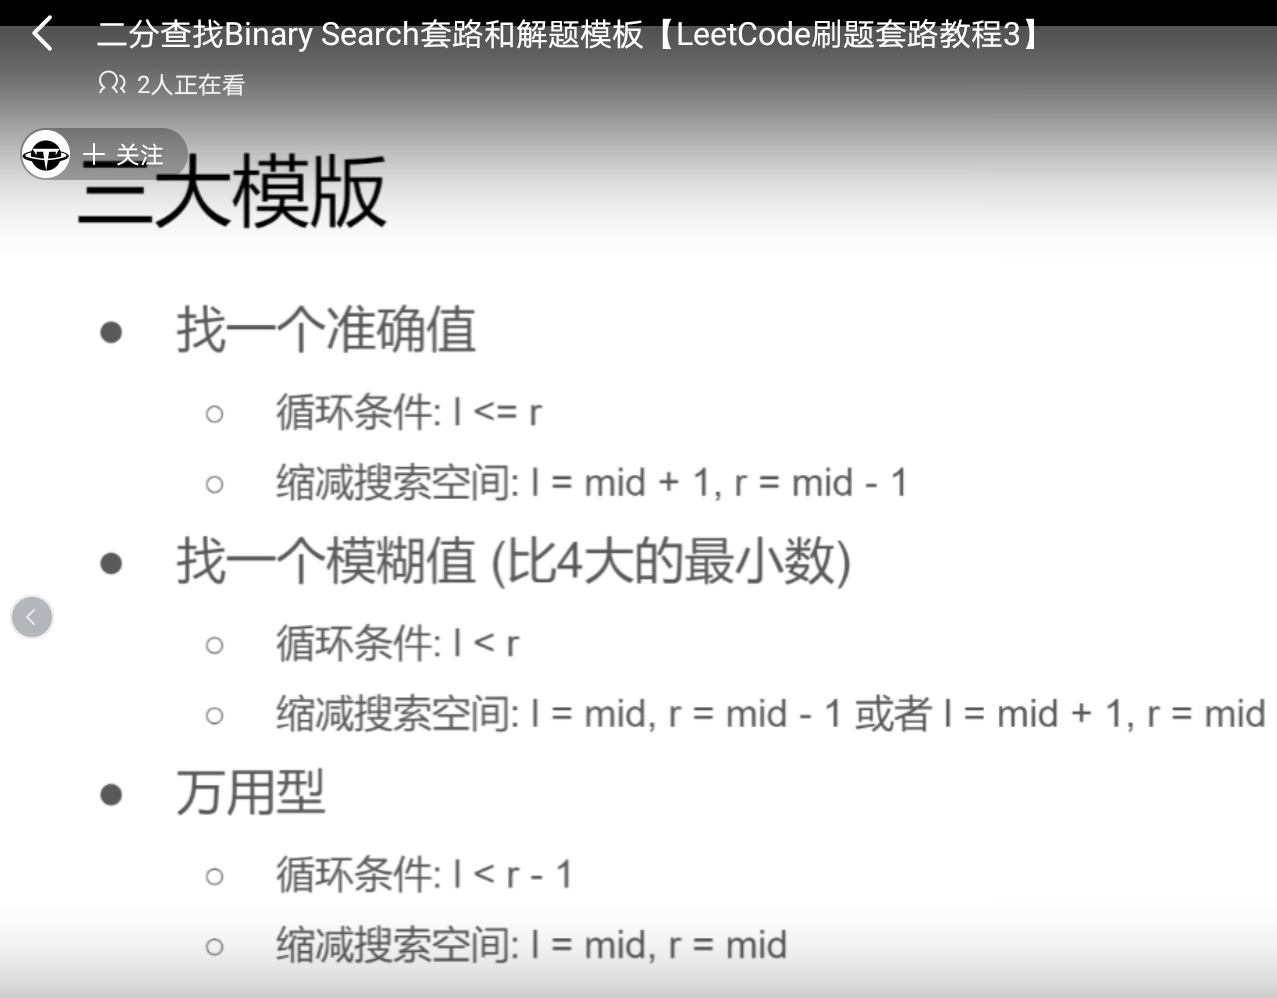 二分查找Binary Search套路和解题模板【LeetCode刷题套路教程3】
2人正在看
关注
三大模版
找一个准确值
循环条件: l <= r
缩减搜索空间: l = mid + 1, r = mid - 1
找一个模糊值 (比4大的最小数)
循环条件: l < r
缩减搜索空间: l = mid, r = mid - 1 或者 l = mid + 1, r = mid
万用型
循环条件: l < r - 1
缩减搜索空间: l = mid, r = mid